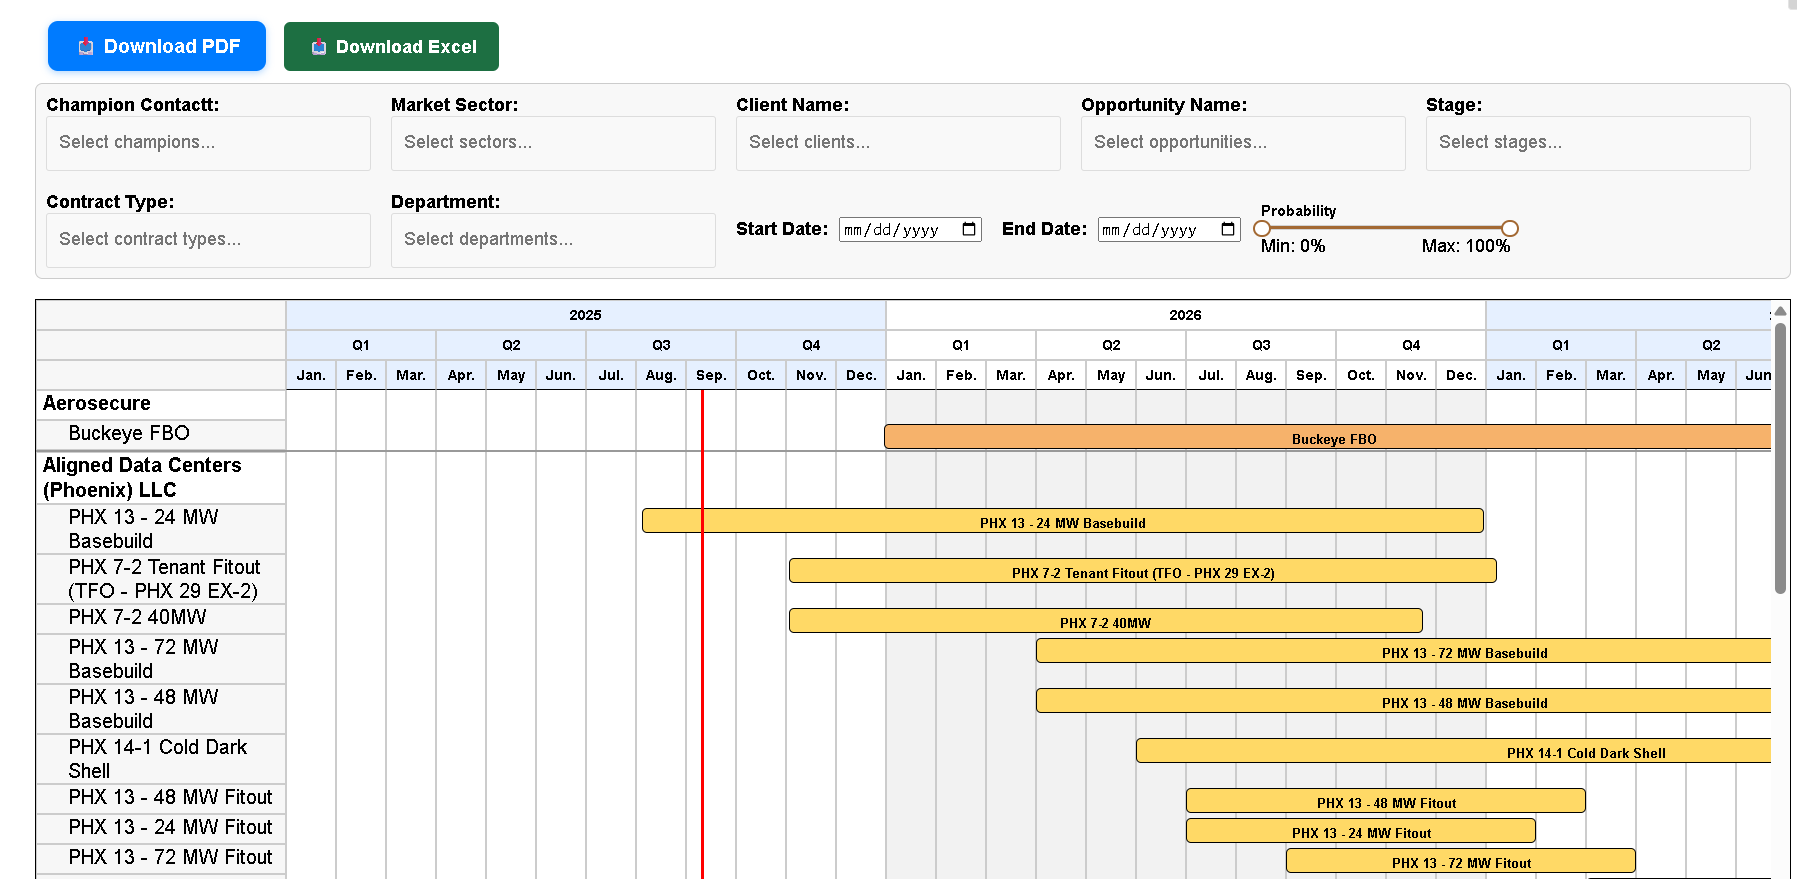 Download PDF
Download Excel
Champion Contactt:
Market Sector:
Client Name:
Opportunity Name:
Stage:
Select champions...
Select sectors...
Select clients...
Select opportunities...
Select stages...
Contract Type:
Department:
Select contract types...
Select departments...
Start Date:
mm/dd/yyyy
End Date:
mm/dd/yyyy
Probability
Min: 0%
Max: 100%
2025
2026
Q1
Q2
Q3
Q4
Q1
Q2
Q3
Q4
Q1
Q2
Jan.
Feb.
Mar.
Apr.
May
Jun.
Jul.
Aug.
Sep.
Oct.
Nov.
Dec.
Jan.
Feb.
Mar.
Apr.
May
Jun.
Jul.
Aug.
Sep.
Oct.
Nov.
Dec.
Jan.
Feb.
Mar.
Apr.
May
Jun
Aerosecure
Buckeye FBO
Buckeye FBO
Aligned Data Centers
(Phoenix) LLC
PHX 13 - 24 MW
Basebuild
PHX 13 - 24 MW Basebuild
PHX 7-2 Tenant Fitout
(TFO - PHX 29 EX-2)
PHX 7-2 Tenant Fitout (TFO - PHX 29 EX-2)
PHX 7-2 40MW
PHX 7-2 40MW
PHX 13 - 72 MW
Basebuild
PHX 13 - 72 MW Basebuild
PHX 13 - 48 MW
Basebuild
PHX 13 - 48 MW Basebuild
PHX 14-1 Cold Dark
Shell
PHX 14-1 Cold Dark Shell
PHX 13 - 48 MW Fitout
PHX 13 - 48 MW Fitout
PHX 13 - 24 MW Fitout
PHX 13 - 24 MW Fitout
PHX 13 - 72 MW Fitout
PHX 13 - 72 MW Fitout